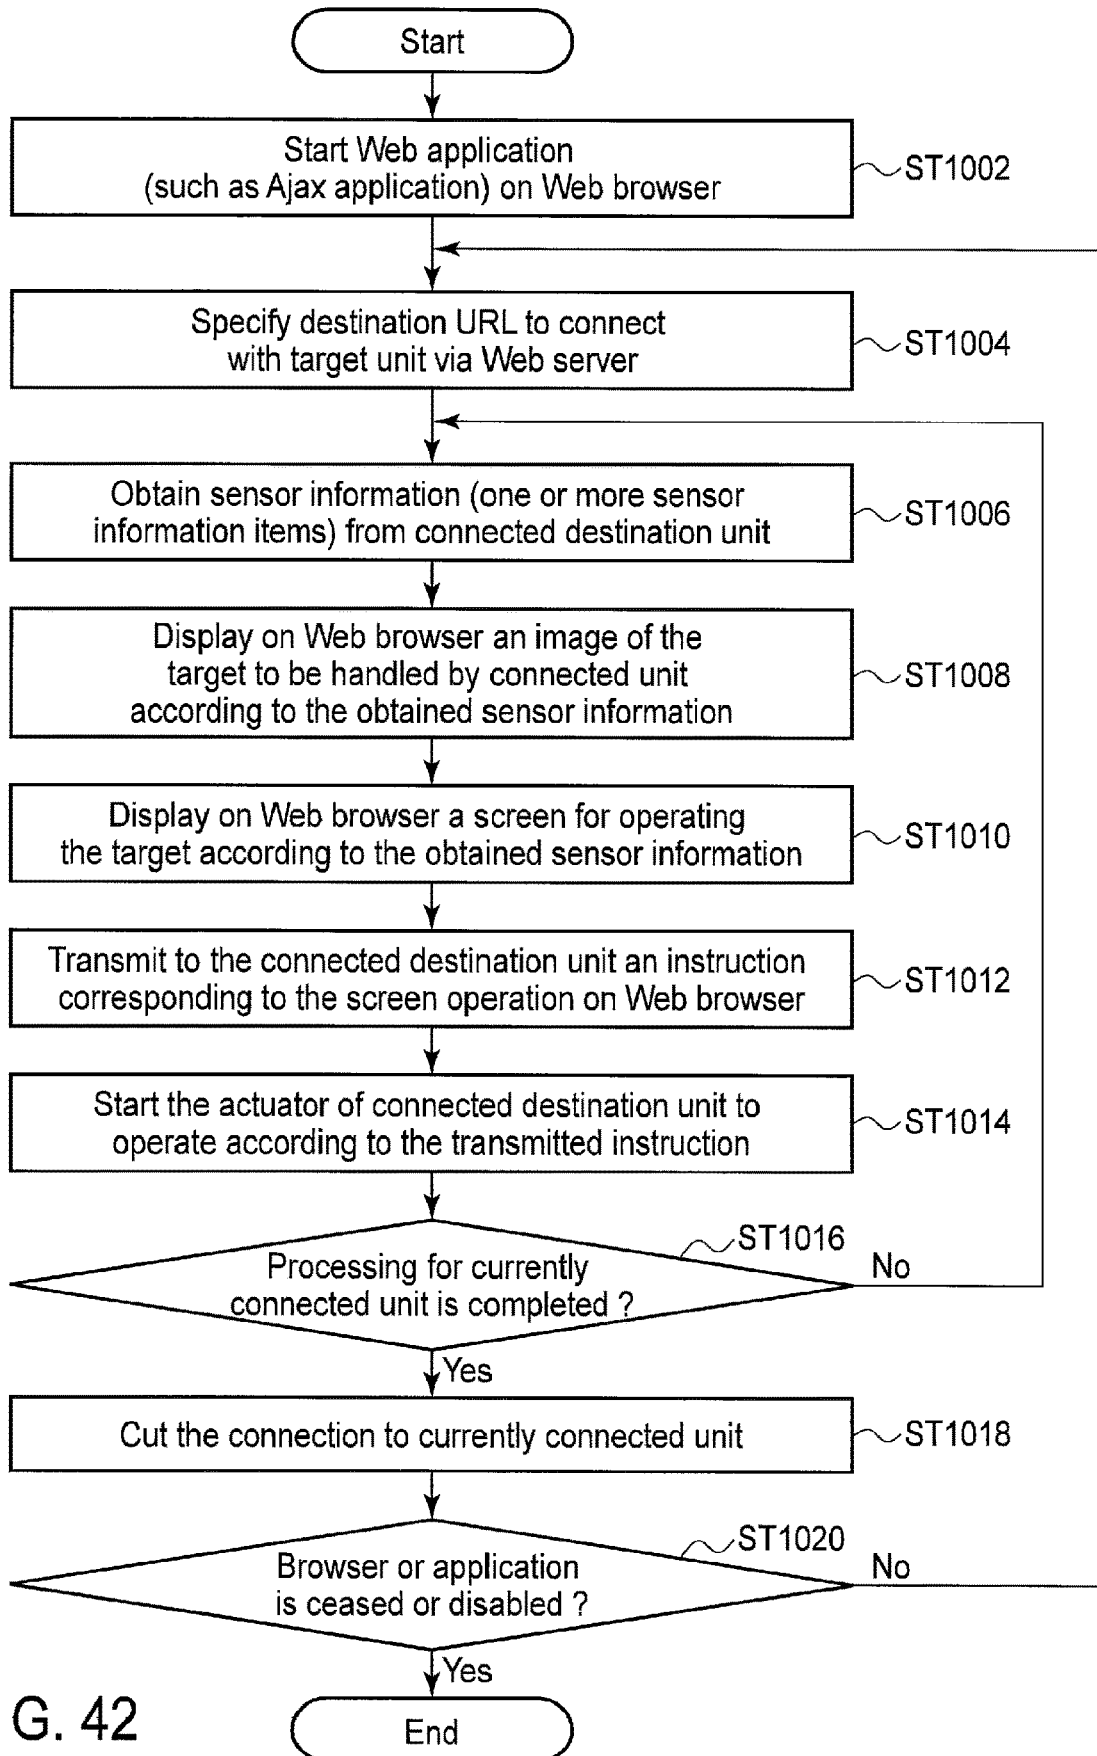 Start
Start Web application
(such as Ajax application) on Web browser
ST1002
Specify destination URL to connect
with target unit via Web server
ST1004
Obtain sensor information (one or more sensor
information items) from connected destination unit
ST1006
Display on Web browser an image of the
target to be handled by connected unit
according to the obtained sensor information
ST1008
Display on Web browser a screen for operating
the target according to the obtained sensor information
ST1010
Transmit to the connected destination unit an instruction
corresponding to the screen operation on Web browser
ST1012
Start the actuator of connected destination unit to
operate according to the transmitted instruction
ST1014
ST1016
Processing for currently
connected unit is completed ?
No
Yes
Cut the connection to currently connected unit
ST1018
ST1020
Browser or application
is ceased or disabled ?
No
Yes
End
G. 42